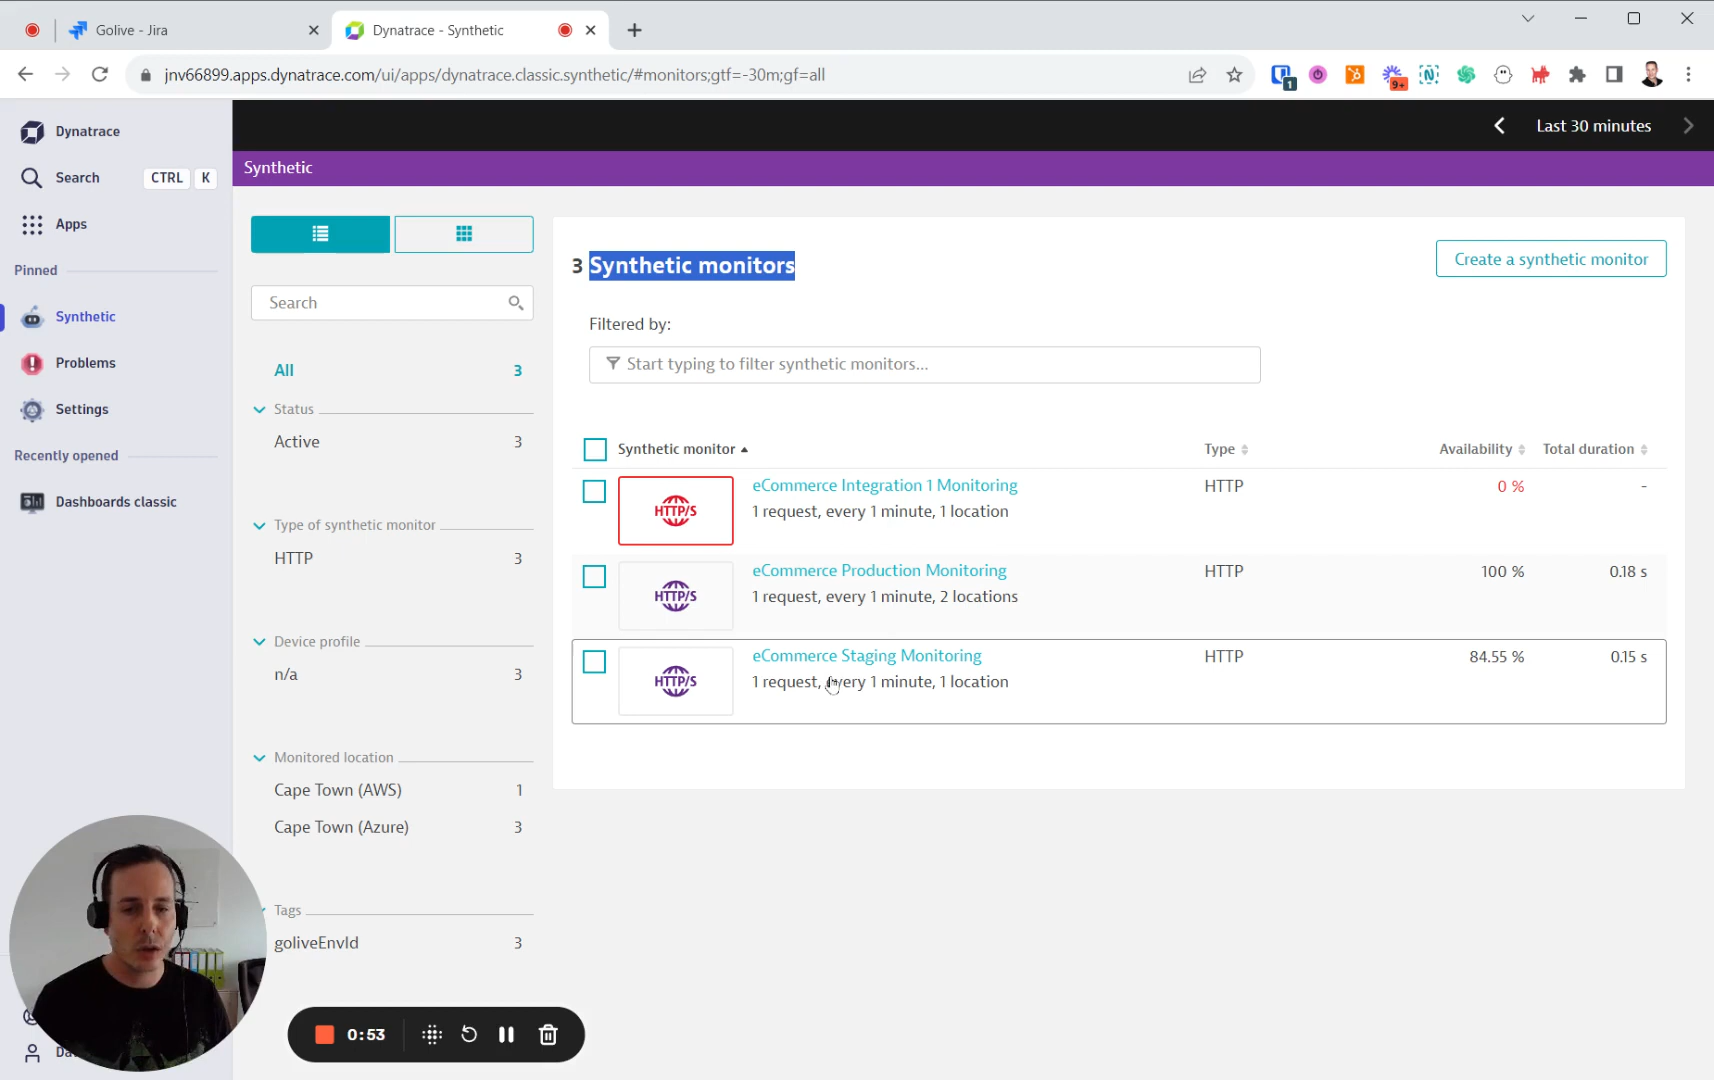 Golive - Jira
Dynatrace - Synthetic
jnv66899.apps.dynatrace.com/ui/apps/dynatrace.classic.synthetic/#monitors;gtf=-30m;gf=all
1
9+
Dynatrace
Search
CTRL
K
Apps
Pinned
Synthetic
Problems
Settings
Recently opened
Dashboards classic
Last 30 minutes
Synthetic
Search
All 3
Status
Active 3
Type of synthetic monitor
HTTP 3
Device profile
n/a 3
Monitored location
Cape Town (AWS) 1
Cape Town (Azure) 3
Tags
goliveEnvId 3
3 Synthetic monitors
Create a synthetic monitor
Filtered by:
Start typing to filter synthetic monitors...
Synthetic monitor Type Availability Total duration
HTTP/S
eCommerce Integration 1 Monitoring HTTP 0 % -
1 request, every 1 minute, 1 location
HTTP/S
eCommerce Production Monitoring HTTP 100 % 0.18 s
1 request, every 1 minute, 2 locations
HTTP/S
eCommerce Staging Monitoring HTTP 84.55 % 0.15 s
1 request, every 1 minute, 1 location
0:53